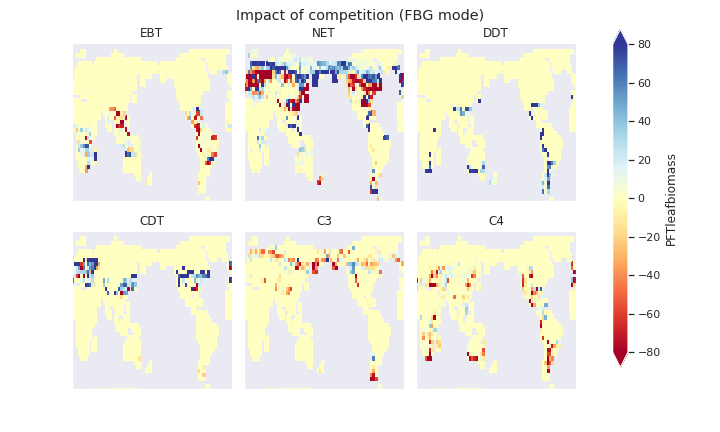 Impact of competition (FBG mode)
EBT
NET
DDT
CDT
C3
C4
80
60
40
20
0
−20
−40
−60
−80
PFTleafbiomass